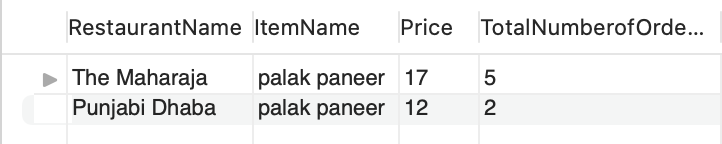 RestaurantName ItemName Price TotalNumberofOrde...
The Maharaja palak paneer 17 5
Punjabi Dhaba palak paneer 12 2